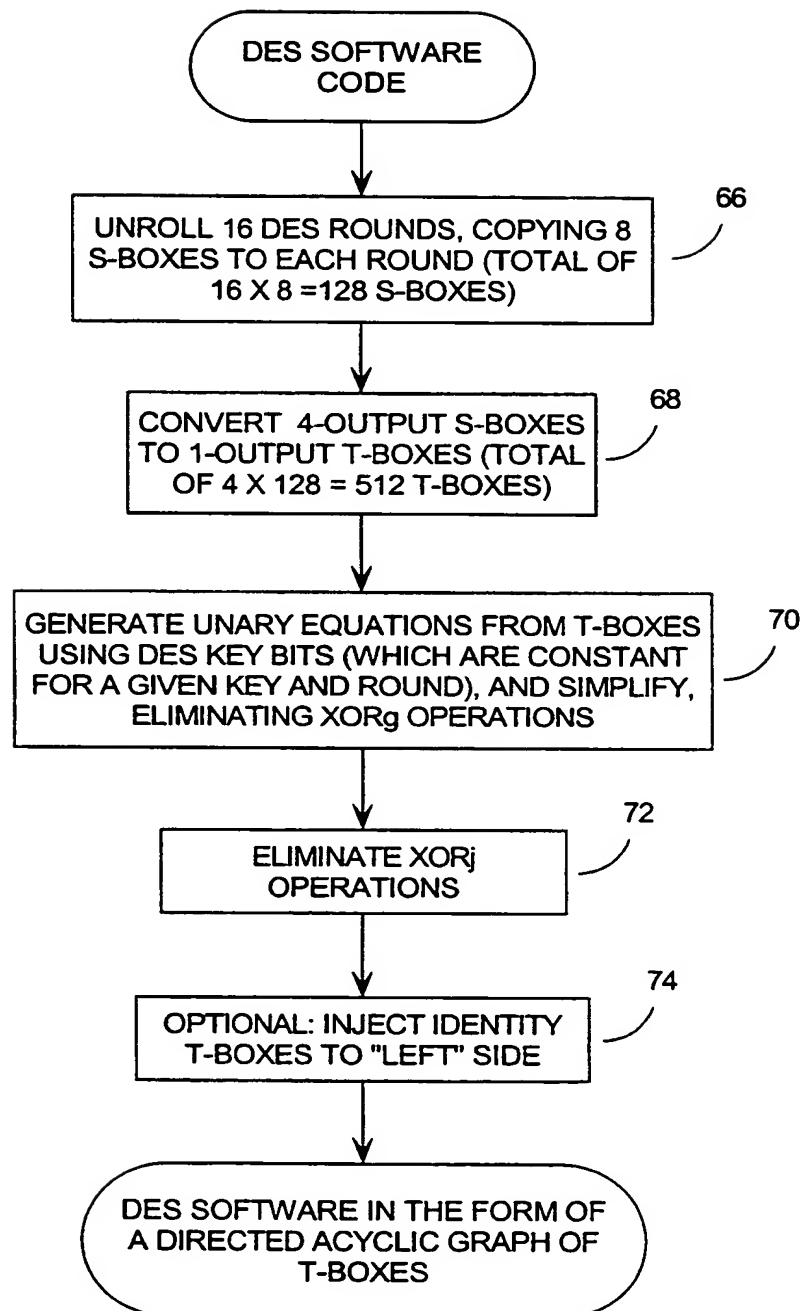 DES SOFTWARE
CODE
66
UNROLL 16 DES ROUNDS, COPYING 8
S-BOXES TO EACH ROUND (TOTAL OF
16 X 8 =128 S-BOXES)
68
CONVERT 4-OUTPUT S-BOXES
TO 1-OUTPUT T-BOXES (TOTAL
OF 4 X 128 = 512 T-BOXES)
70
GENERATE UNARY EQUATIONS FROM T-BOXES
USING DES KEY BITS (WHICH ARE CONSTANT
FOR A GIVEN KEY AND ROUND), AND SIMPLIFY,
ELIMINATING XORg OPERATIONS
72
ELIMINATE XORj
OPERATIONS
74
OPTIONAL: INJECT IDENTITY
T-BOXES TO "LEFT" SIDE
DES SOFTWARE IN THE FORM OF
A DIRECTED ACYCLIC GRAPH OF
T-BOXES